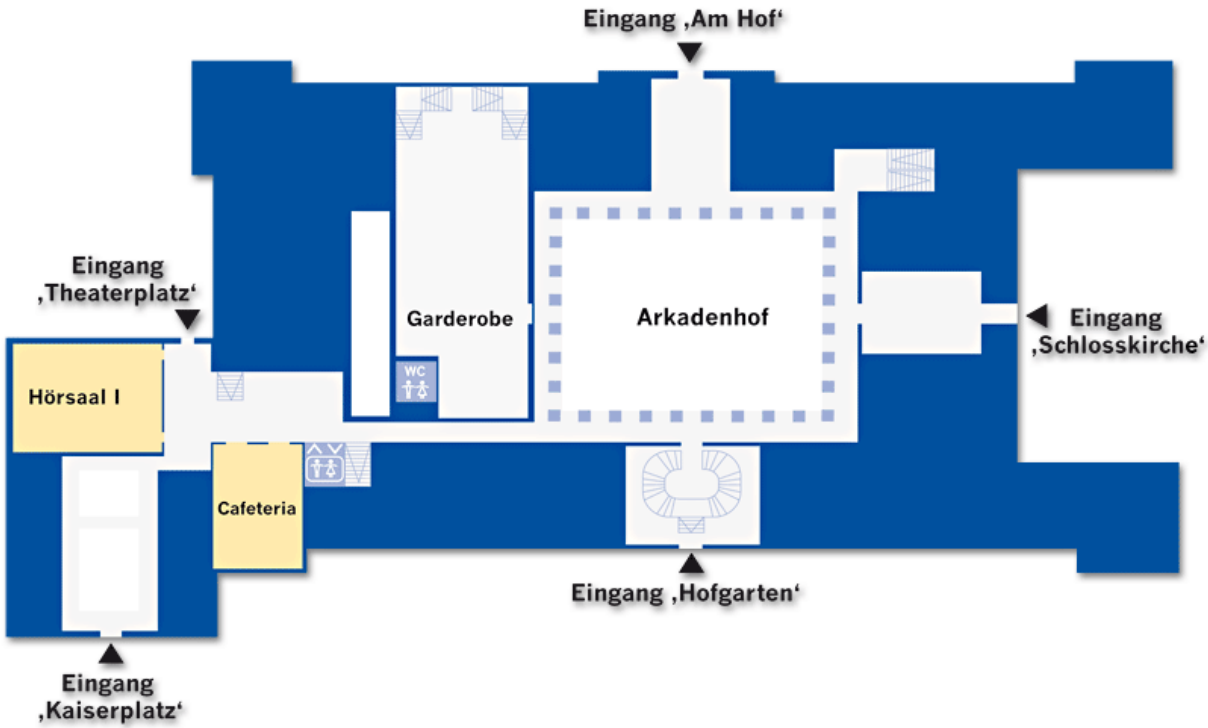 Eingang ‚Am Hof‘
Eingang
‚Theaterplatz‘
WC
Garderobe
Arkadenhof
Eingang
‚Schlosskirche‘
Hörsaal I
Cafeteria
Eingang ‚Hofgarten‘
Eingang
‚Kaiserplatz‘